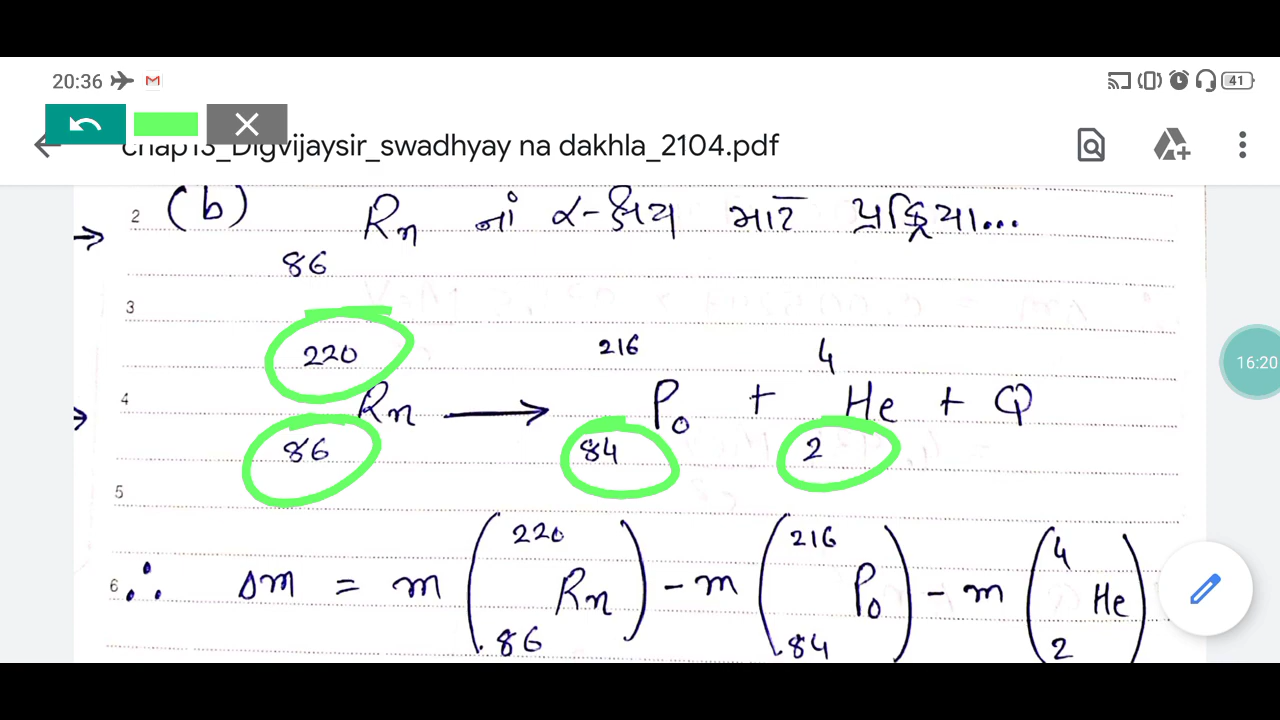 20:36 41
chap13_Digvijaysir_swadhyay na dakhla_2104.pdf
2 (b) Rn નાં α-ક્ષય માટે પ્રક્રિયા...
86
3
220 216 4
4 Rn ⟶ Po + He + Q
86 84 2
16:20
5
220 216 4
6 ∴ Δm = m ( Rn ) - m ( Po ) - m ( He )
86 84 2